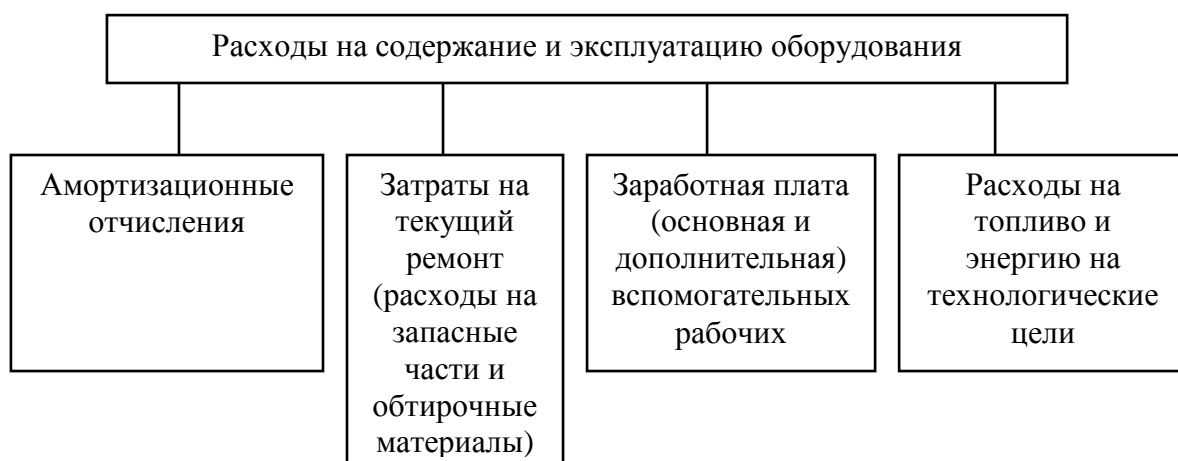 Расходы на содержание и эксплуатацию оборудования
Амортизационные
отчисления
Затраты на
текущий
ремонт
(расходы на
запасные
части и
обтирочные
материалы)
Заработная плата
(основная и
дополнительная)
вспомогательных
рабочих
Расходы на
топливо и
энергию на
технологические
цели